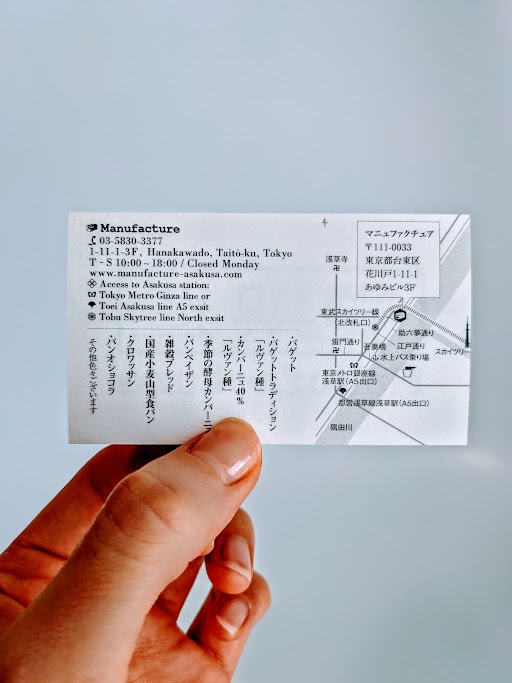 Manufacture
03-5830-3377
1-11-1-3F, Hanakawado, Taitō-ku, Tokyo
T - S 10:00 ~ 18:00 / Closed Monday
www.manufacture-asakusa.com
Access to Asakusa station:
Tokyo Metro Ginza line or
Toei Asakusa line A5 exsit
Tobu Skytree line North exsit
・バゲット
・バゲットトラディション
「ルヴァン種」
・カンパーニュ40%
「ルヴァン種」
・季節の酵母カンパーニュ
・パンベイザン
・雑穀ブレッド
・国産小麦山型食パン
・クロワッサン
・パンオショコラ
その他色々ございます
マニュファクチュア
〒111-0033
東京都台東区
花川戸1-11-1
あゆみビル3F
浅草寺
卍
東武スカイツリー線
(北改札口)
助六夢通り
雷門通り
卍
吾妻橋
江戸通り
スカイツリー
水上バス乗り場
東京メトロ銀座線
浅草駅(A5出口)
都営浅草線浅草駅(A5出口)
隅田川